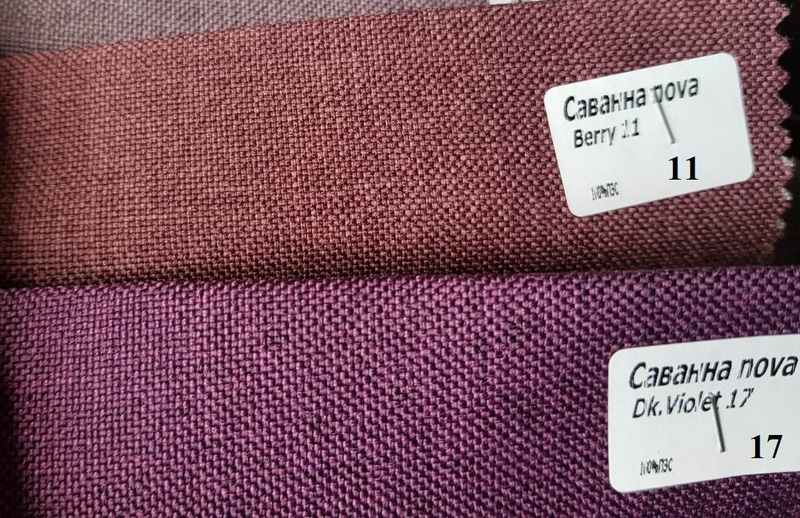 Саванна nova
Berry 11
11
100%ПЭС
Саванна nova
Dk.Violet 17
17
100%ПЭС